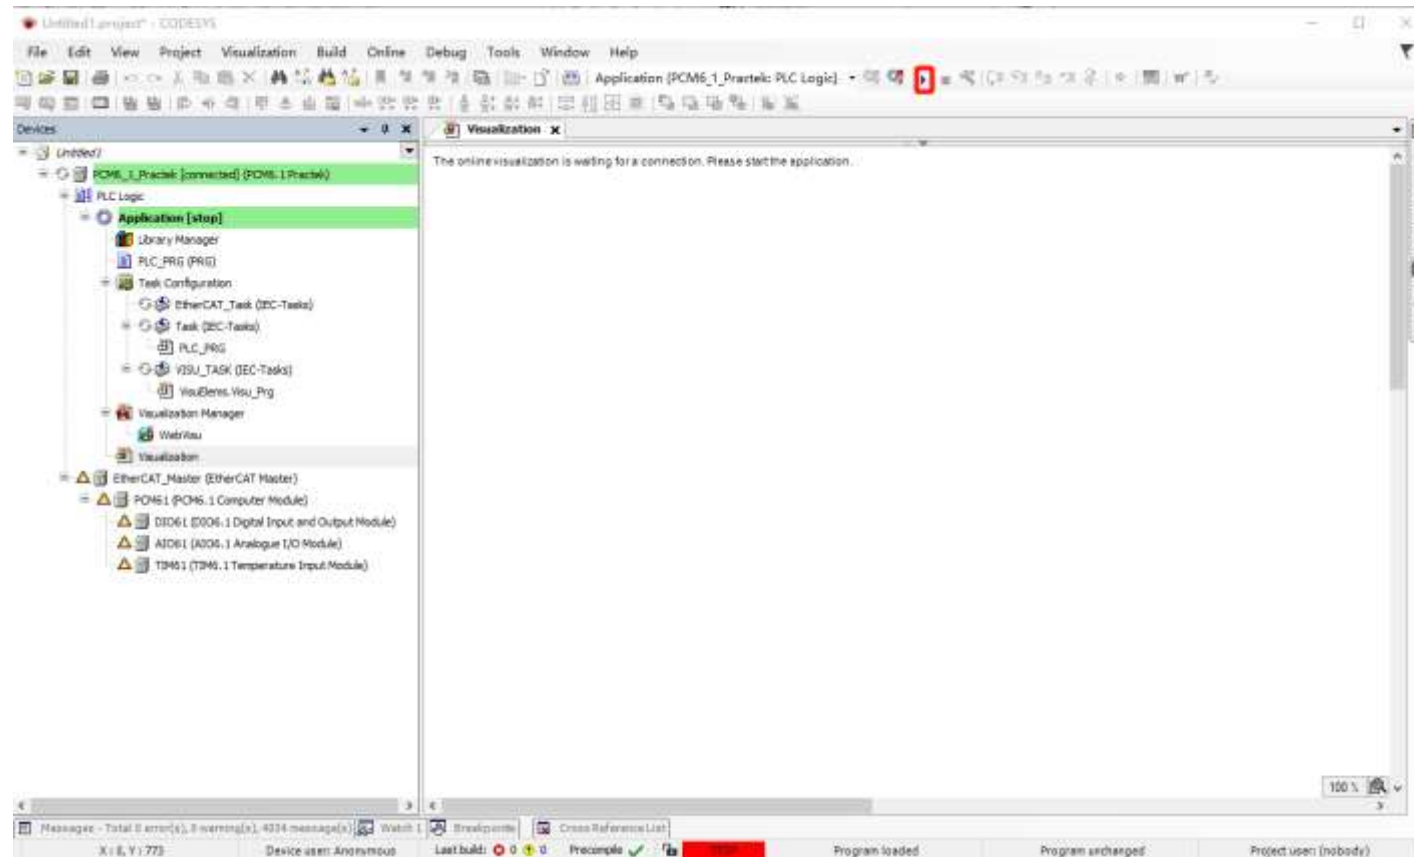 Untitled1.project* - CODESYS
File Edit View Project Visualization Build Online Debug Tools Window Help
Application (PCM6_1_Practek: PLC Logic)
Devices
Visualization
Untitled1
The online visualization is waiting for a connection. Please start the application.
PCM6_1_Practek [connected] (PCM6.1 Practek)
PLC Logic
Application [stop]
Library Manager
PLC_PRG (PRG)
Task Configuration
EtherCAT_Task (IEC-Tasks)
Task (IEC-Tasks)
PLC_PRG
VISU_TASK (IEC-Tasks)
VisuElems.Visu_Prg
Visualization Manager
WebVisu
Visualization
EtherCAT_Master (EtherCAT Master)
PCM61 (PCM6.1 Computer Module)
DIO61 (DIO6.1 Digital Input and Output Module)
AIO61 (AIO6.1 Analogue I/O Module)
TIM61 (TIM6.1 Temperature Input Module)
100 %
Messages - Total 0 error(s), 0 warning(s), 4034 message(s) Watch 1 Breakpoints Cross Reference List
X: 8, Y: 773 Device user: Anonymous Last build: 0 0 Precompile Program loaded Program unchanged Project user: (nobody)